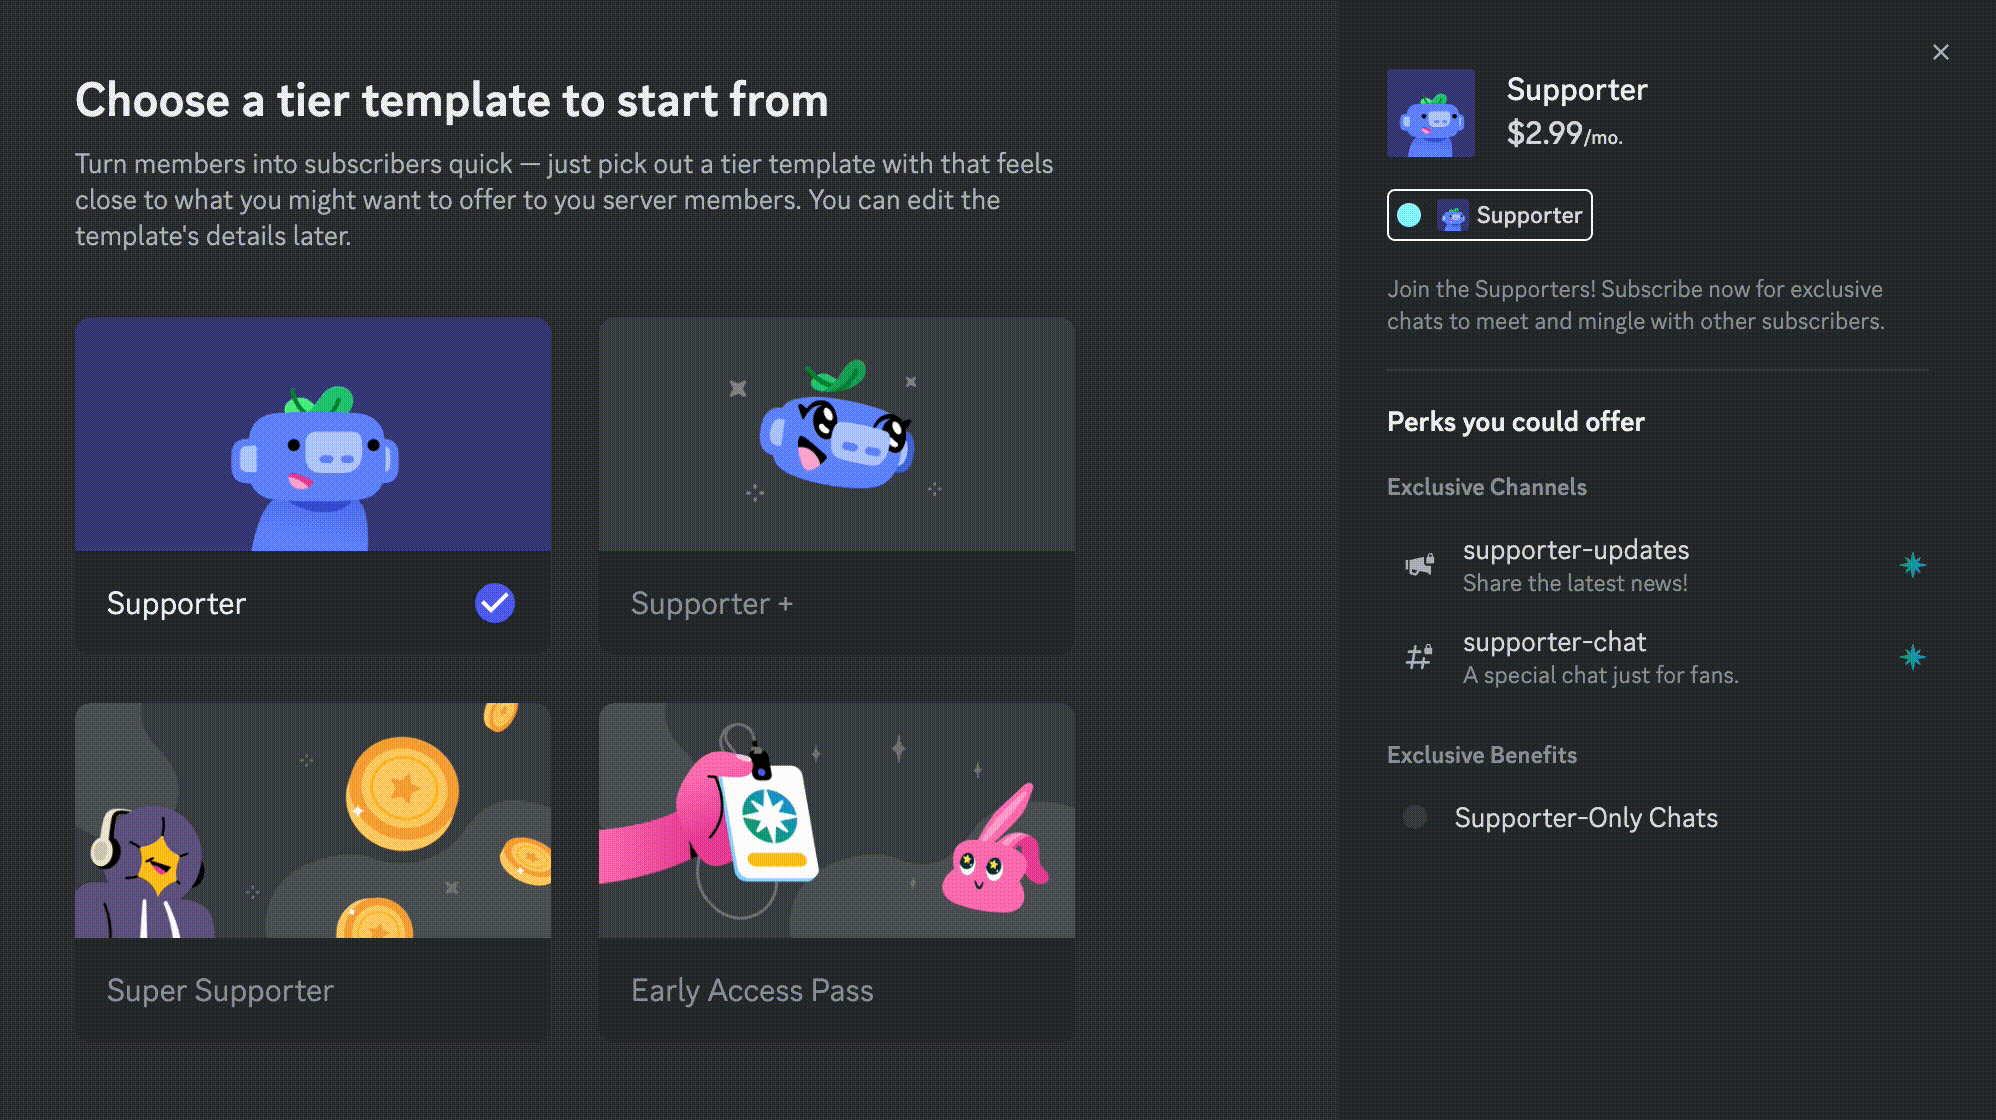 Choose a tier template to start from
Turn members into subscribers quick — just pick out a tier template with that feels
close to what you might want to offer to you server members. You can edit the
template's details later.
Supporter
Supporter +
Super Supporter
Early Access Pass
Supporter
$2.99/mo.
Supporter
Join the Supporters! Subscribe now for exclusive
chats to meet and mingle with other subscribers.
Perks you could offer
Exclusive Channels
supporter-updates
Share the latest news!
supporter-chat
A special chat just for fans.
Exclusive Benefits
Supporter-Only Chats